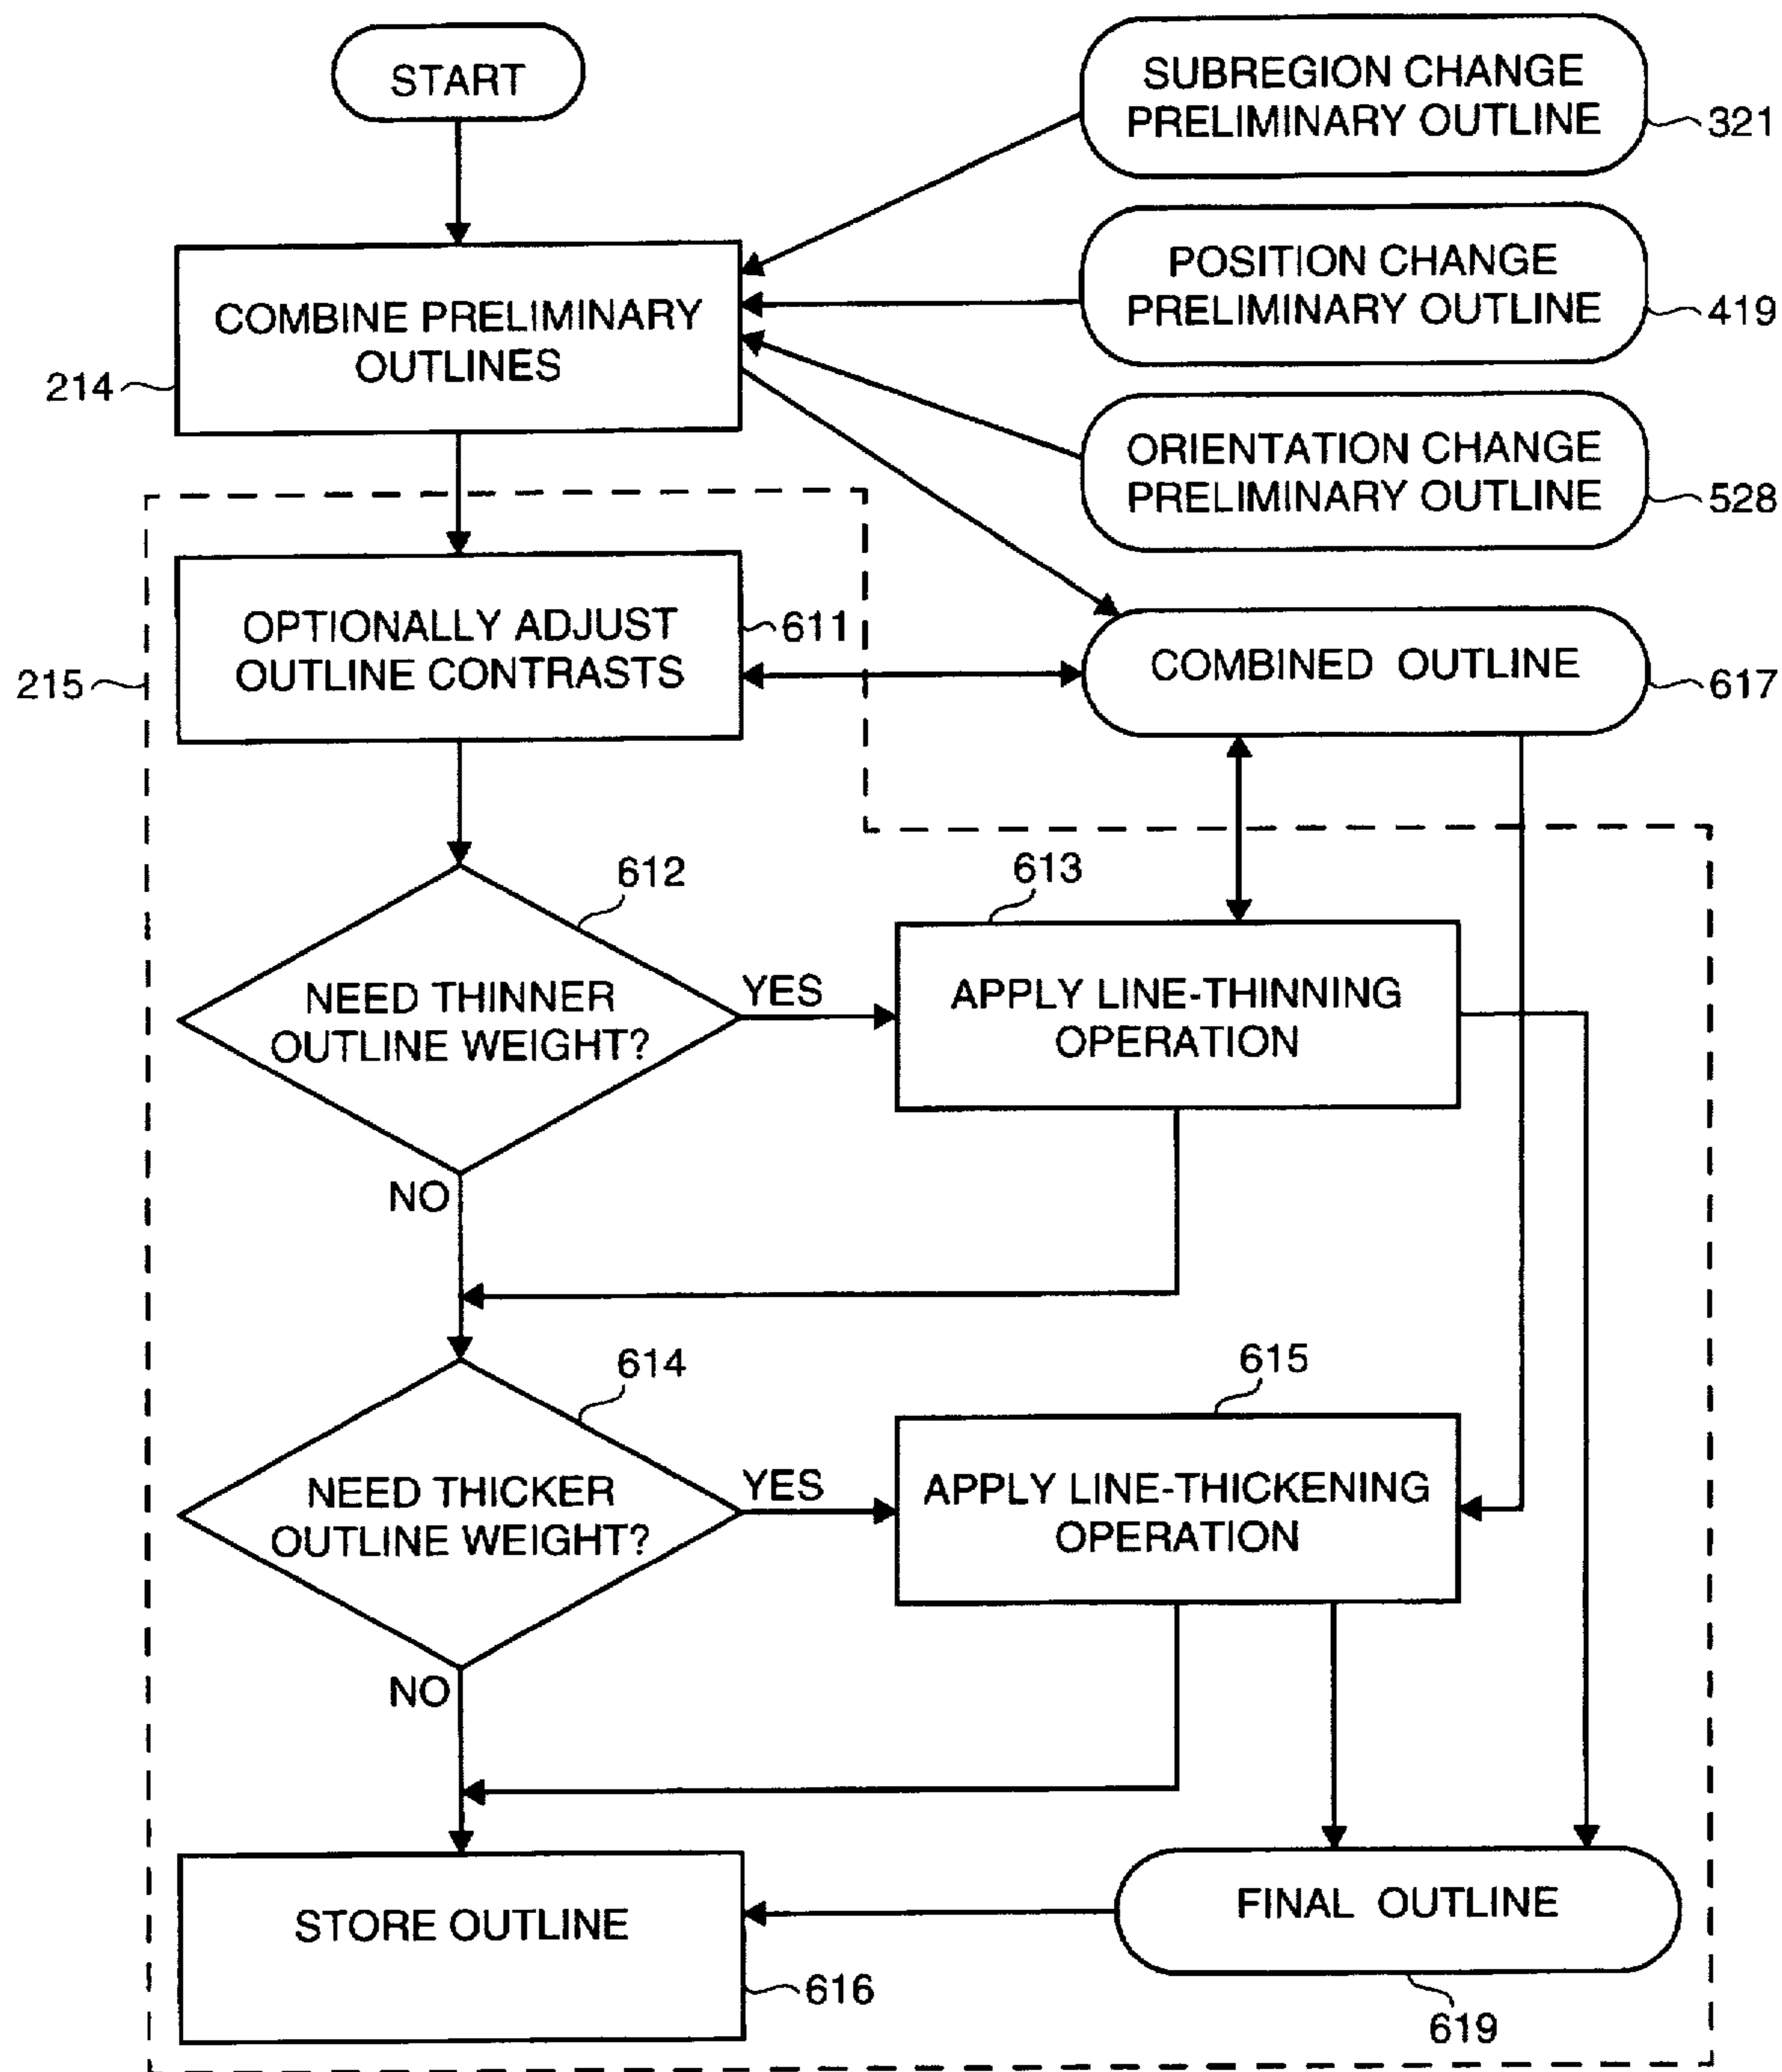 START
SUBREGION CHANGE
PRELIMINARY OUTLINE
321
POSITION CHANGE
PRELIMINARY OUTLINE
419
COMBINE PRELIMINARY
OUTLINES
214
ORIENTATION CHANGE
PRELIMINARY OUTLINE
528
OPTIONALLY ADJUST
OUTLINE CONTRASTS
611
215
COMBINED OUTLINE
617
612
613
NEED THINNER
OUTLINE WEIGHT?
YES
APPLY LINE-THINNING
OPERATION
NO
614
615
NEED THICKER
OUTLINE WEIGHT?
YES
APPLY LINE-THICKENING
OPERATION
NO
STORE OUTLINE
616
FINAL OUTLINE
619